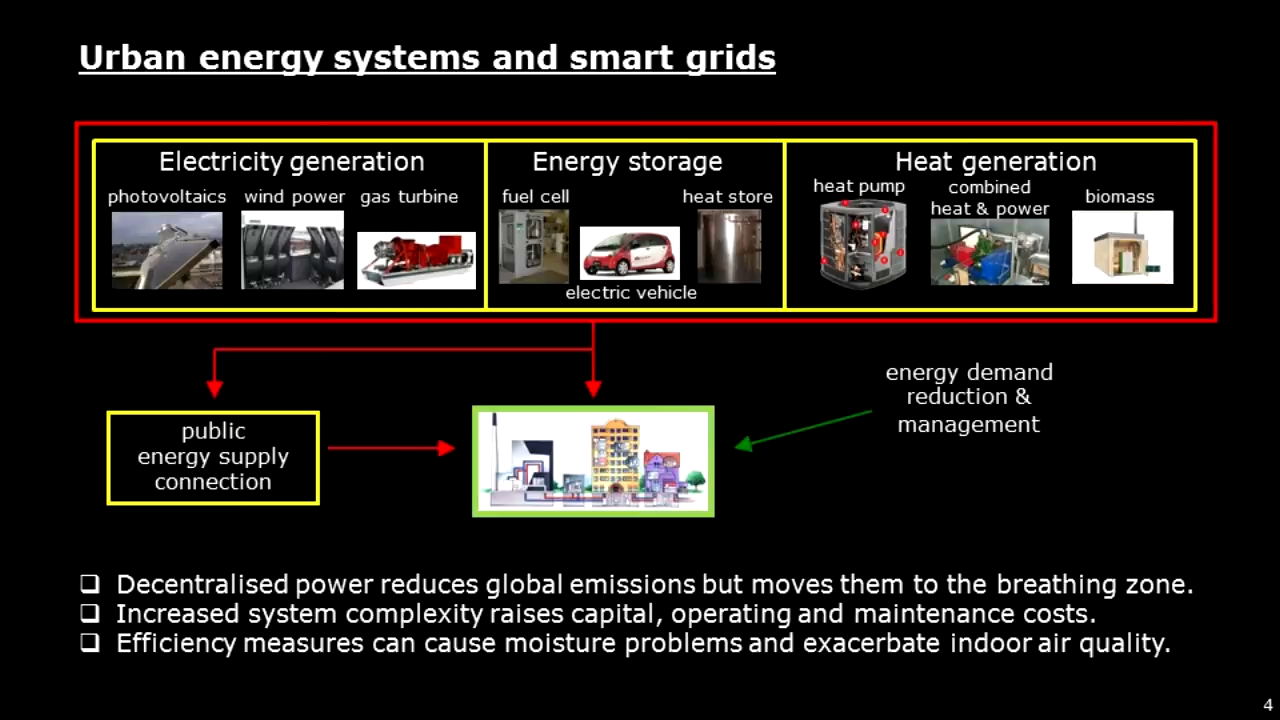 Urban energy systems and smart grids
Electricity generation
photovoltaics wind power gas turbine
Energy storage
fuel cell heat store
electric vehicle
Heat generation
heat pump
combined
heat & power
biomass
public
energy supply
connection
energy demand
reduction &
management
❑ Decentralised power reduces global emissions but moves them to the breathing zone.
❑ Increased system complexity raises capital, operating and maintenance costs.
❑ Efficiency measures can cause moisture problems and exacerbate indoor air quality.
4